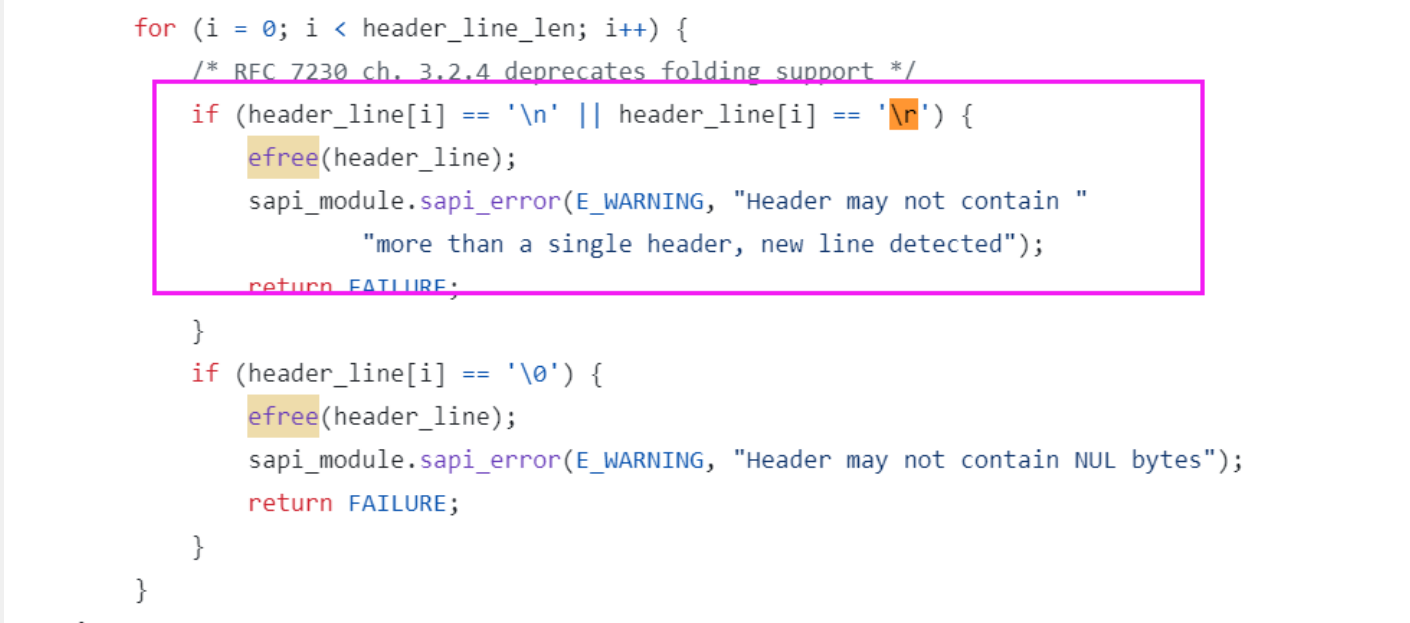 for (i = 0; i < header_line_len; i++) {
/* RFC 7230 ch. 3.2.4 deprecates folding support */
if (header_line[i] == '\n' || header_line[i] == '\r') {
efree(header_line);
sapi_module.sapi_error(E_WARNING, "Header may not contain "
"more than a single header, new line detected");
return FAILURE;
}
if (header_line[i] == '\0') {
efree(header_line);
sapi_module.sapi_error(E_WARNING, "Header may not contain NUL bytes");
return FAILURE;
}
}